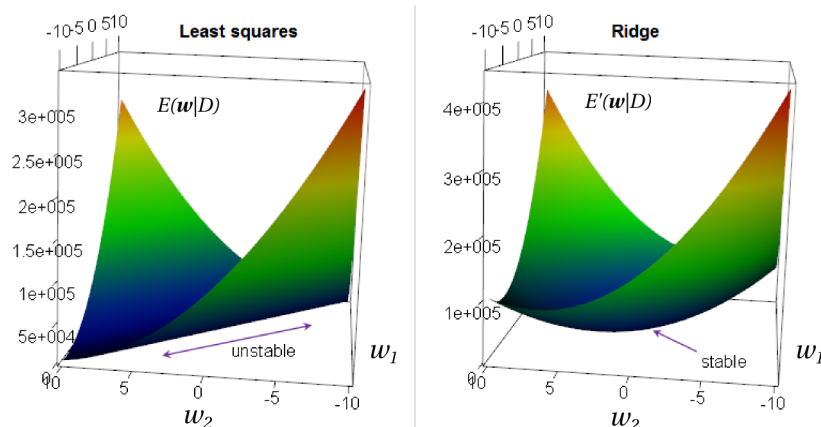 Least squares
-10 -5 0 5 10
E(w|D)
3e+005
2.5e+005
2e+005
1.5e+005
1e+005
5e+004
0
10 5 0 -5 -10
unstable
w1
w2
Ridge
-10 -5 0 5 10
E'(w|D)
4e+005
3e+005
2e+005
1e+005
0
10 5 0 -5 -10
stable
w1
w2